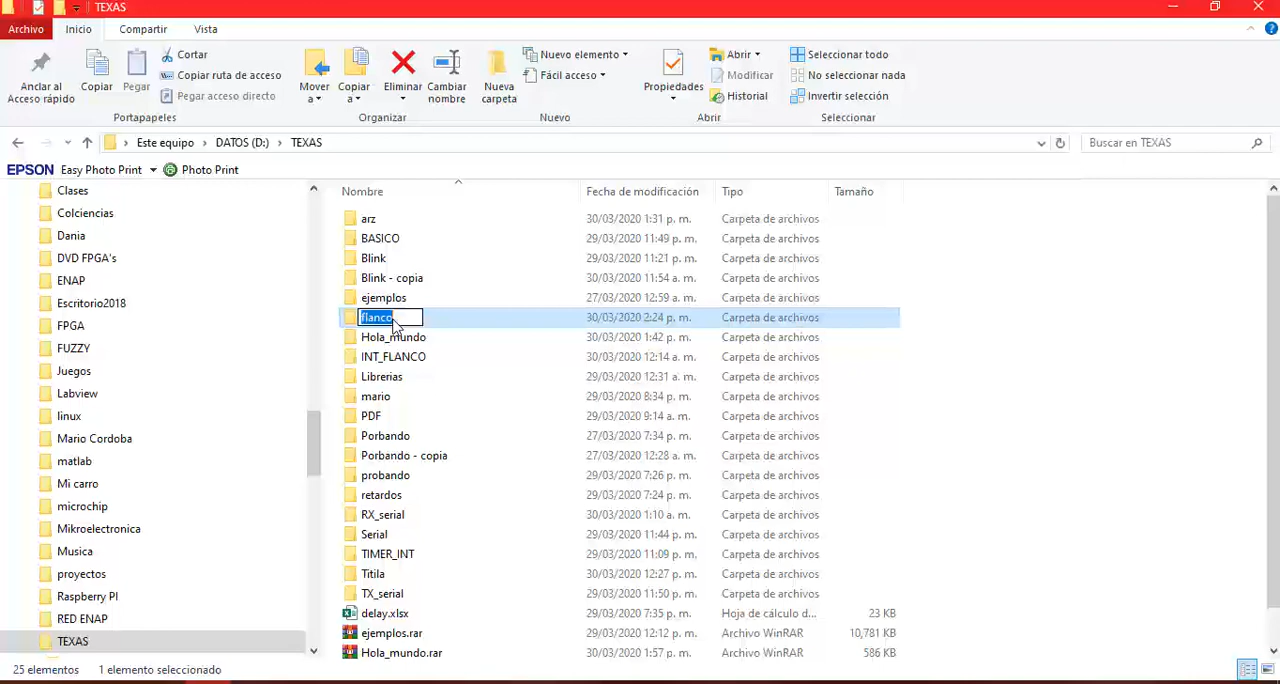 TEXAS
Archivo Inicio Compartir Vista
Anclar al Acceso rápido
Copiar
Pegar
Cortar
Copiar ruta de acceso
Pegar acceso directo
Portapapeles
Mover a
Copiar a
Eliminar
Cambiar nombre
Organizar
Nueva carpeta
Nuevo elemento
Fácil acceso
Nuevo
Propiedades
Abrir
Modificar
Historial
Abrir
Seleccionar todo
No seleccionar nada
Invertir selección
Seleccionar
Este equipo > DATOS (D:) > TEXAS
Buscar en TEXAS
EPSON Easy Photo Print Photo Print
Clases
Colciencias
Dania
DVD FPGA's
ENAP
Escritorio2018
FPGA
FUZZY
Juegos
Labview
linux
Mario Cordoba
matlab
Mi carro
microchip
Mikroelectronica
Musica
proyectos
Raspberry PI
RED ENAP
TEXAS
Nombre Fecha de modificación Tipo Tamaño
arz 30/03/2020 1:31 p. m. Carpeta de archivos
BASICO 29/03/2020 11:49 p. m. Carpeta de archivos
Blink 29/03/2020 11:21 p. m. Carpeta de archivos
Blink - copia 30/03/2020 11:54 a. m. Carpeta de archivos
ejemplos 27/03/2020 12:59 a. m. Carpeta de archivos
flanco 30/03/2020 2:24 p. m. Carpeta de archivos
Hola_mundo 30/03/2020 1:42 p. m. Carpeta de archivos
INT_FLANCO 30/03/2020 12:14 a. m. Carpeta de archivos
Librerias 29/03/2020 12:31 a. m. Carpeta de archivos
mario 29/03/2020 8:34 p. m. Carpeta de archivos
PDF 29/03/2020 9:14 a. m. Carpeta de archivos
Porbando 27/03/2020 7:34 p. m. Carpeta de archivos
Porbando - copia 27/03/2020 12:28 a. m. Carpeta de archivos
probando 29/03/2020 7:26 p. m. Carpeta de archivos
retardos 29/03/2020 7:24 p. m. Carpeta de archivos
RX_serial 30/03/2020 1:10 a. m. Carpeta de archivos
Serial 29/03/2020 11:44 p. m. Carpeta de archivos
TIMER_INT 29/03/2020 11:09 p. m. Carpeta de archivos
Titila 30/03/2020 12:27 p. m. Carpeta de archivos
TX_serial 29/03/2020 11:50 p. m. Carpeta de archivos
delay.xlsx 29/03/2020 7:35 p. m. Hoja de cálculo d... 23 KB
ejemplos.rar 29/03/2020 12:12 p. m. Archivo WinRAR 10,781 KB
Hola_mundo.rar 30/03/2020 1:57 p. m. Archivo WinRAR 586 KB
25 elementos 1 elemento seleccionado